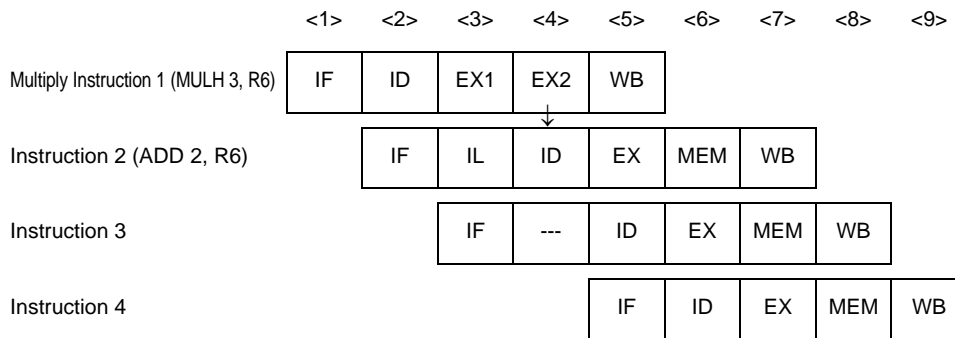 <1> <2> <3> <4> <5> <6> <7> <8> <9>
Multiply Instruction 1 (MULH 3, R6) IF ID EX1 EX2 WB
↓
Instruction 2 (ADD 2, R6) IF IL ID EX MEM WB
Instruction 3 IF --- ID EX MEM WB
Instruction 4 IF ID EX MEM WB